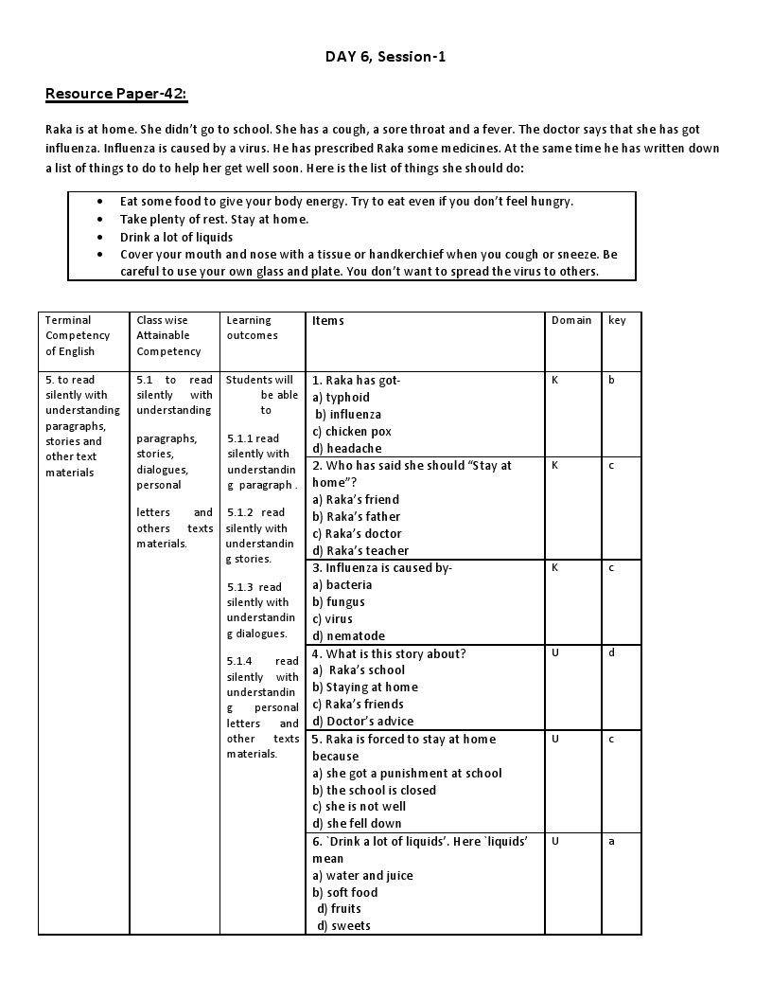 DAY 6, Session-1
Resource Paper-42:
Raka is at home. She didn't go to school. She has a cough, a sore throat and a fever. The doctor says that she has got
influenza. Influenza is caused by a virus. He has prescribed Raka some medicines. At the same time he has written down
a list of things to do to help her get well soon. Here is the list of things she should do:
• Eat some food to give your body energy. Try to eat even if you don't feel hungry.
• Take plenty of rest. Stay at home.
• Drink a lot of liquids
• Cover your mouth and nose with a tissue or handkerchief when you cough or sneeze. Be
careful to use your own glass and plate. You don't want to spread the virus to others.
Terminal
Competency
of English
Class wise
Attainable
Competency
Learning
outcomes
Items
Domain
key
5. to read
silently with
understanding
paragraphs,
stories and
other text
materials
5.1 to read
silently with
understanding
paragraphs,
stories,
dialogues,
personal
letters and
others texts
materials.
Students will
be able
to
5.1.1 read
silently with
understandin
g paragraph .
5.1.2 read
silently with
understandin
g stories.
5.1.3 read
silently with
understandin
g dialogues.
5.1.4 read
silently with
understandin
g personal
letters and
other texts
materials.
1. Raka has got-
a) typhoid
b) influenza
c) chicken pox
d) headache
K
b
2. Who has said she should "Stay at
home"?
a) Raka's friend
b) Raka's father
c) Raka's doctor
d) Raka's teacher
K
c
3. Influenza is caused by-
a) bacteria
b) fungus
c) virus
d) nematode
K
c
4. What is this story about?
a) Raka's school
b) Staying at home
c) Raka's friends
d) Doctor's advice
U
d
5. Raka is forced to stay at home
because
a) she got a punishment at school
b) the school is closed
c) she is not well
d) she fell down
U
c
6. `Drink a lot of liquids'. Here `liquids'
mean
a) water and juice
b) soft food
d) fruits
d) sweets
U
a